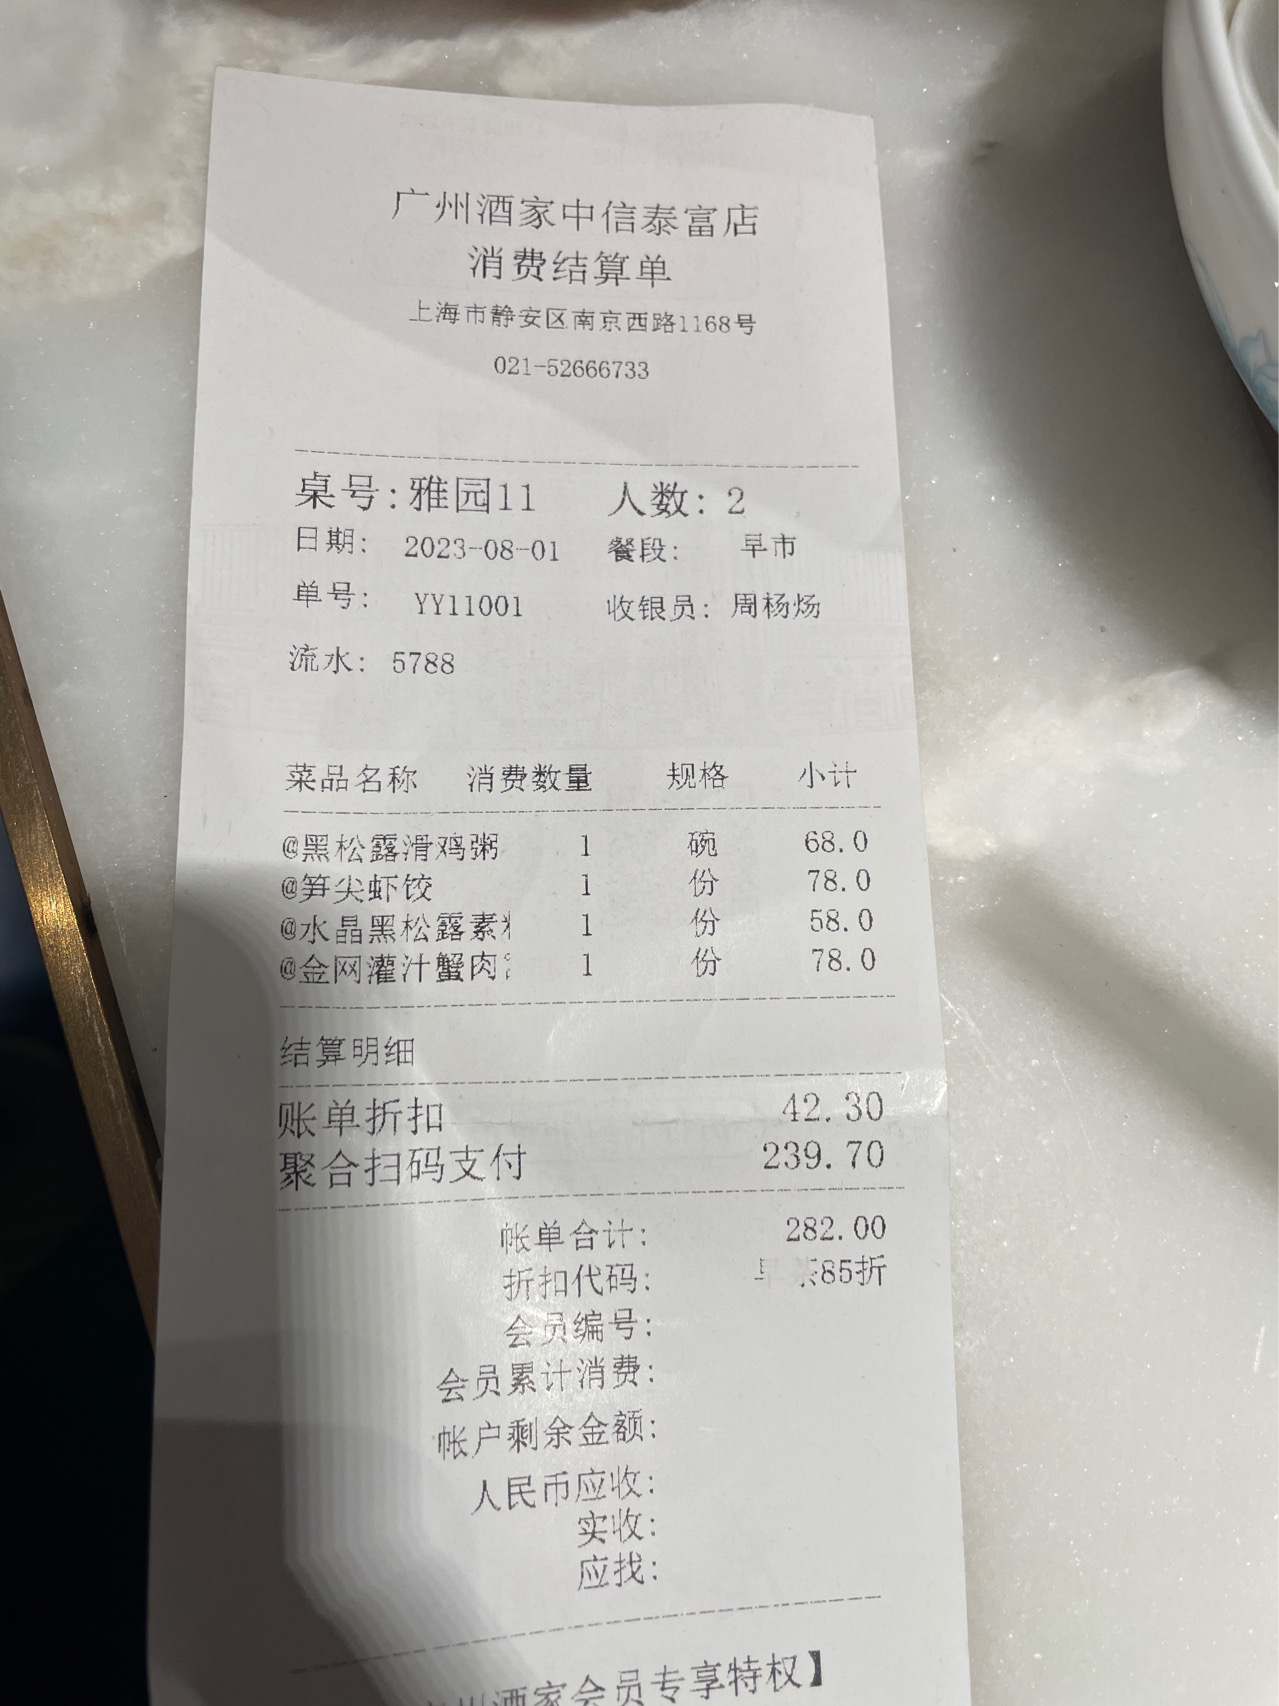 广州酒家中信泰富店
消费结算单
上海市静安区南京西路1168号
021-52666733
桌号:雅园11 人数: 2
日期: 2023-08-01 餐段: 早市
单号: YY11001 收银员: 周杨炀
流水: 5788
菜品名称 消费数量 规格 小计
@黑松露滑鸡粥 1 碗 68.0
@笋尖虾饺 1 份 78.0
@水晶黑松露素 1 份 58.0
@金网灌汁蟹肉 1 份 78.0
结算明细
账单折扣 42.30
聚合扫码支付 239.70
帐单合计: 282.00
折扣代码: 早茶85折
会员编号:
会员累计消费:
帐户剩余金额:
人民币应收:
实收:
应找:
州酒家会员专享特权】